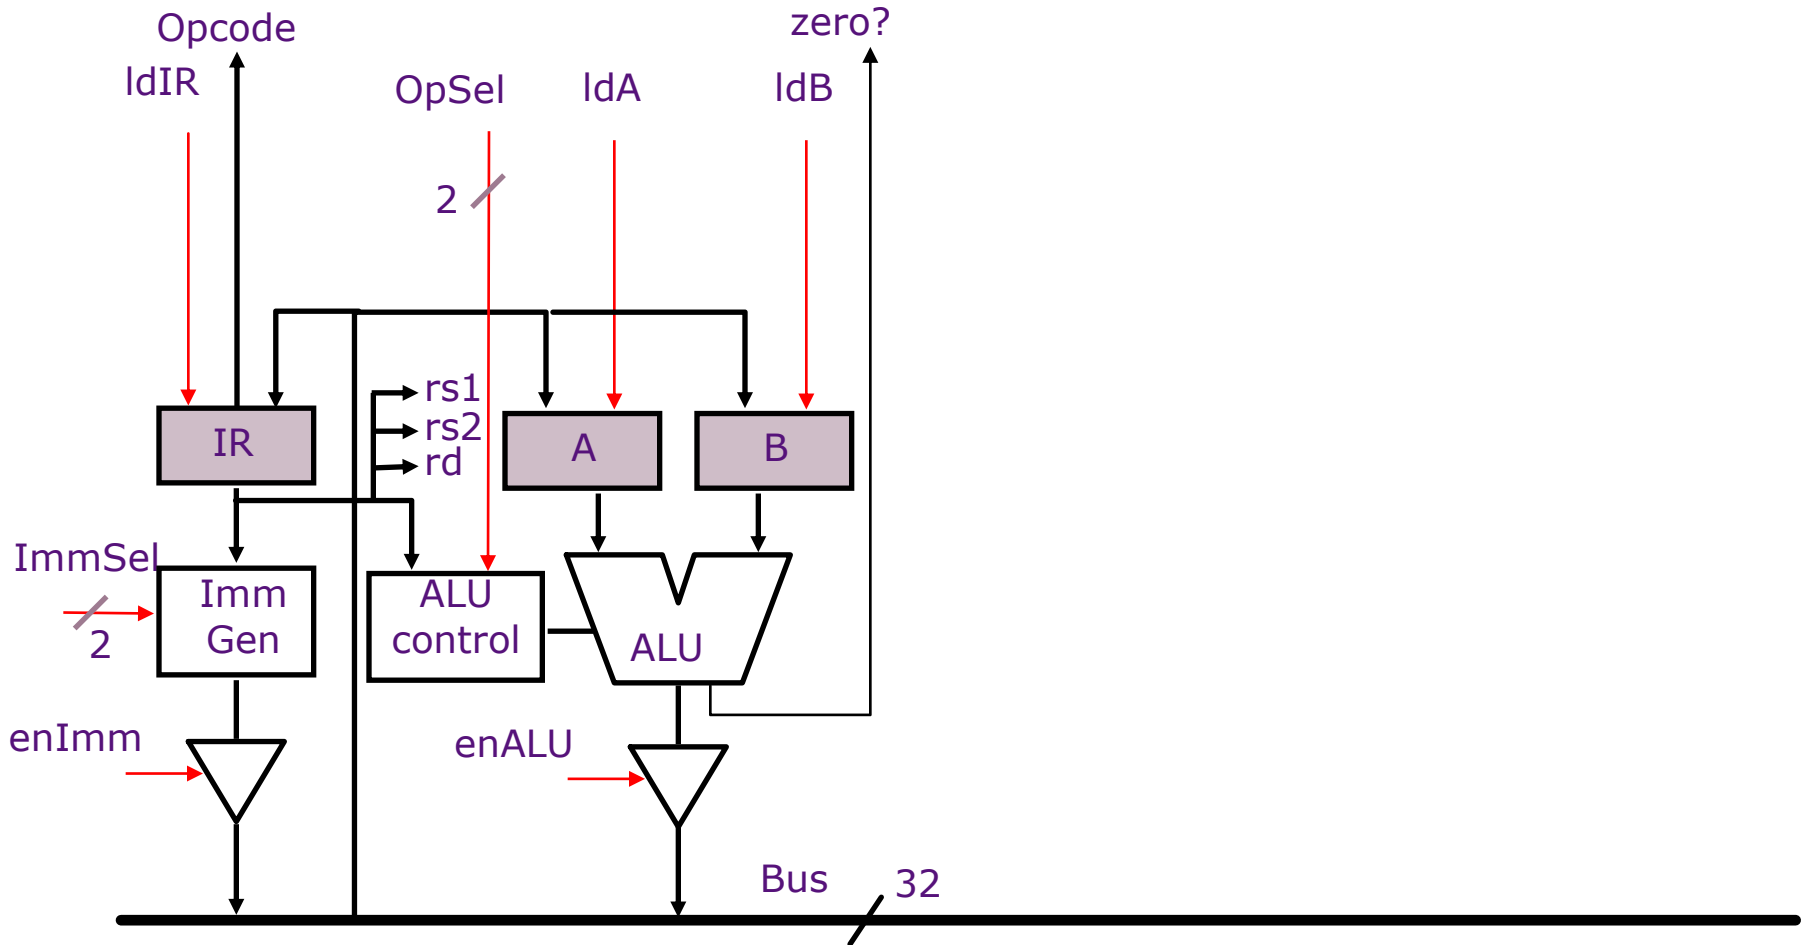 Opcode
zero?
ldIR
OpSel
ldA
ldB
2
rs1
rs2
rd
IR
A
B
ImmSel
2
Imm
Gen
ALU
control
ALU
enImm
enALU
Bus
32